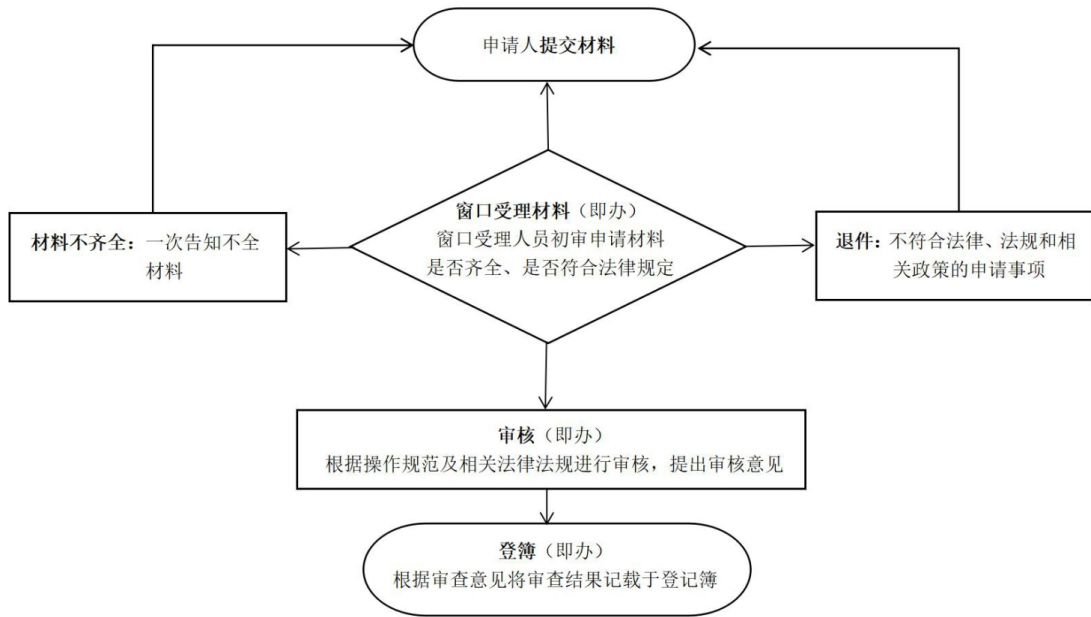 申请人提交材料
窗口受理材料（即办）
窗口受理人员初审申请材料
是否齐全、是否符合法律规定
材料不齐全：一次告知不全
材料
退件：不符合法律、法规和相
关政策的申请事项
审核（即办）
根据操作规范及相关法律法规进行审核，提出审核意见
登簿（即办）
根据审查意见将审查结果记载于登记簿